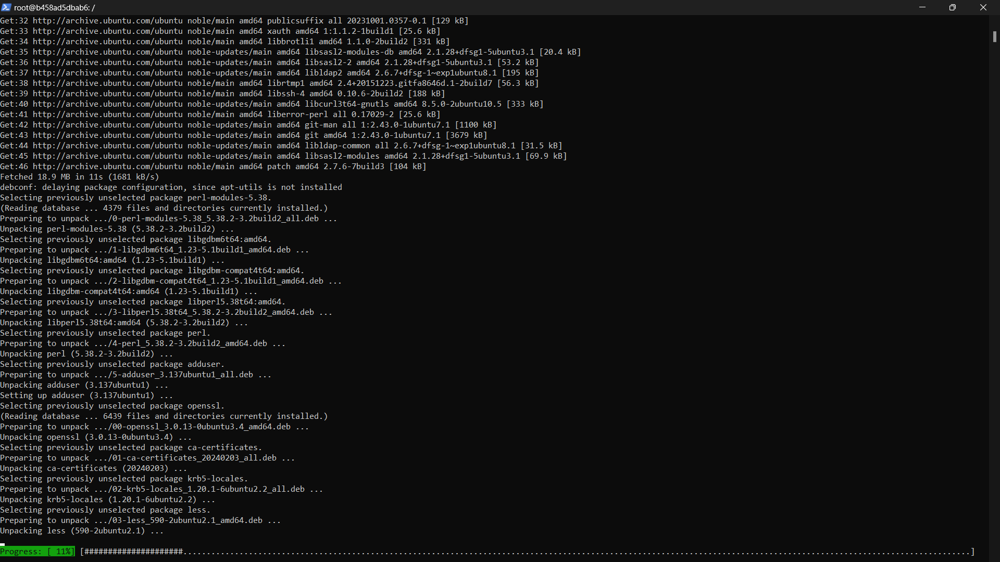 root@b458ad5dbab6: /
Get:32 http://archive.ubuntu.com/ubuntu noble/main amd64 publicsuffix all 20231001.0357-0.1 [129 kB]
Get:33 http://archive.ubuntu.com/ubuntu noble/main amd64 xauth amd64 1:1.1.2-1build1 [25.6 kB]
Get:34 http://archive.ubuntu.com/ubuntu noble/main amd64 libbrotli1 amd64 1.1.0-2build2 [331 kB]
Get:35 http://archive.ubuntu.com/ubuntu noble-updates/main amd64 libsasl2-modules-db amd64 2.1.28+dfsg1-5ubuntu3.1 [20.4 kB]
Get:36 http://archive.ubuntu.com/ubuntu noble-updates/main amd64 libsasl2-2 amd64 2.1.28+dfsg1-5ubuntu3.1 [53.2 kB]
Get:37 http://archive.ubuntu.com/ubuntu noble-updates/main amd64 libldap2 amd64 2.6.7+dfsg-1~exp1ubuntu8.1 [195 kB]
Get:38 http://archive.ubuntu.com/ubuntu noble/main amd64 librtmp1 amd64 2.4+20151223.gitfa8646d.1-2build7 [56.3 kB]
Get:39 http://archive.ubuntu.com/ubuntu noble/main amd64 libssh-4 amd64 0.10.6-2build2 [188 kB]
Get:40 http://archive.ubuntu.com/ubuntu noble-updates/main amd64 libcurl3t64-gnutls amd64 8.5.0-2ubuntu10.5 [333 kB]
Get:41 http://archive.ubuntu.com/ubuntu noble/main amd64 liberror-perl all 0.17029-2 [25.6 kB]
Get:42 http://archive.ubuntu.com/ubuntu noble-updates/main amd64 git-man all 1:2.43.0-1ubuntu7.1 [1100 kB]
Get:43 http://archive.ubuntu.com/ubuntu noble-updates/main amd64 git amd64 1:2.43.0-1ubuntu7.1 [3679 kB]
Get:44 http://archive.ubuntu.com/ubuntu noble-updates/main amd64 libldap-common all 2.6.7+dfsg-1~exp1ubuntu8.1 [31.5 kB]
Get:45 http://archive.ubuntu.com/ubuntu noble-updates/main amd64 libsasl2-modules amd64 2.1.28+dfsg1-5ubuntu3.1 [69.9 kB]
Get:46 http://archive.ubuntu.com/ubuntu noble/main amd64 patch amd64 2.7.6-7build3 [104 kB]
Fetched 18.9 MB in 11s (1681 kB/s)
debconf: delaying package configuration, since apt-utils is not installed
Selecting previously unselected package perl-modules-5.38.
(Reading database ... 4379 files and directories currently installed.)
Preparing to unpack .../0-perl-modules-5.38_5.38.2-3.2build2_all.deb ...
Unpacking perl-modules-5.38 (5.38.2-3.2build2) ...
Selecting previously unselected package libgdbm6t64:amd64.
Preparing to unpack .../1-libgdbm6t64_1.23-5.1build1_amd64.deb ...
Unpacking libgdbm6t64:amd64 (1.23-5.1build1) ...
Selecting previously unselected package libgdbm-compat4t64:amd64.
Preparing to unpack .../2-libgdbm-compat4t64_1.23-5.1build1_amd64.deb ...
Unpacking libgdbm-compat4t64:amd64 (1.23-5.1build1) ...
Selecting previously unselected package libperl5.38t64:amd64.
Preparing to unpack .../3-libperl5.38t64_5.38.2-3.2build2_amd64.deb ...
Unpacking libperl5.38t64:amd64 (5.38.2-3.2build2) ...
Selecting previously unselected package perl.
Preparing to unpack .../4-perl_5.38.2-3.2build2_amd64.deb ...
Unpacking perl (5.38.2-3.2build2) ...
Selecting previously unselected package adduser.
Preparing to unpack .../5-adduser_3.137ubuntu1_all.deb ...
Unpacking adduser (3.137ubuntu1) ...
Setting up adduser (3.137ubuntu1) ...
Selecting previously unselected package openssl.
(Reading database ... 6439 files and directories currently installed.)
Preparing to unpack .../00-openssl_3.0.13-0ubuntu3.4_amd64.deb ...
Unpacking openssl (3.0.13-0ubuntu3.4) ...
Selecting previously unselected package ca-certificates.
Preparing to unpack .../01-ca-certificates_20240203_all.deb ...
Unpacking ca-certificates (20240203) ...
Selecting previously unselected package krb5-locales.
Preparing to unpack .../02-krb5-locales_1.20.1-6ubuntu2.2_all.deb ...
Unpacking krb5-locales (1.20.1-6ubuntu2.2) ...
Selecting previously unselected package less.
Preparing to unpack .../03-less_590-2ubuntu2.1_amd64.deb ...
Unpacking less (590-2ubuntu2.1) ...
Progress: [ 11%] [#####################.......................................................................................................................................................................]